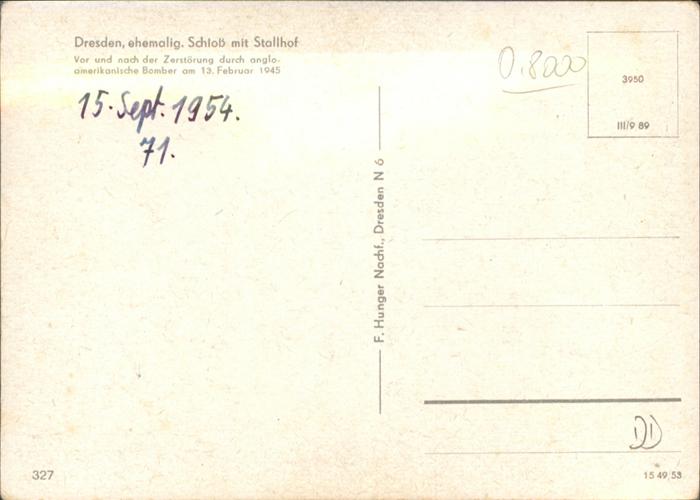 Dresden, ehemalig. Schloß mit Stallhof
Vor und nach der Zerstörung durch anglo-
amerikanische Bomber am 13. Februar 1945
15. Sept. 1954.
71.
0.8000
3950
III/9 89
F. Hunger Nachf., Dresden N 6
DD
327
15 49 53